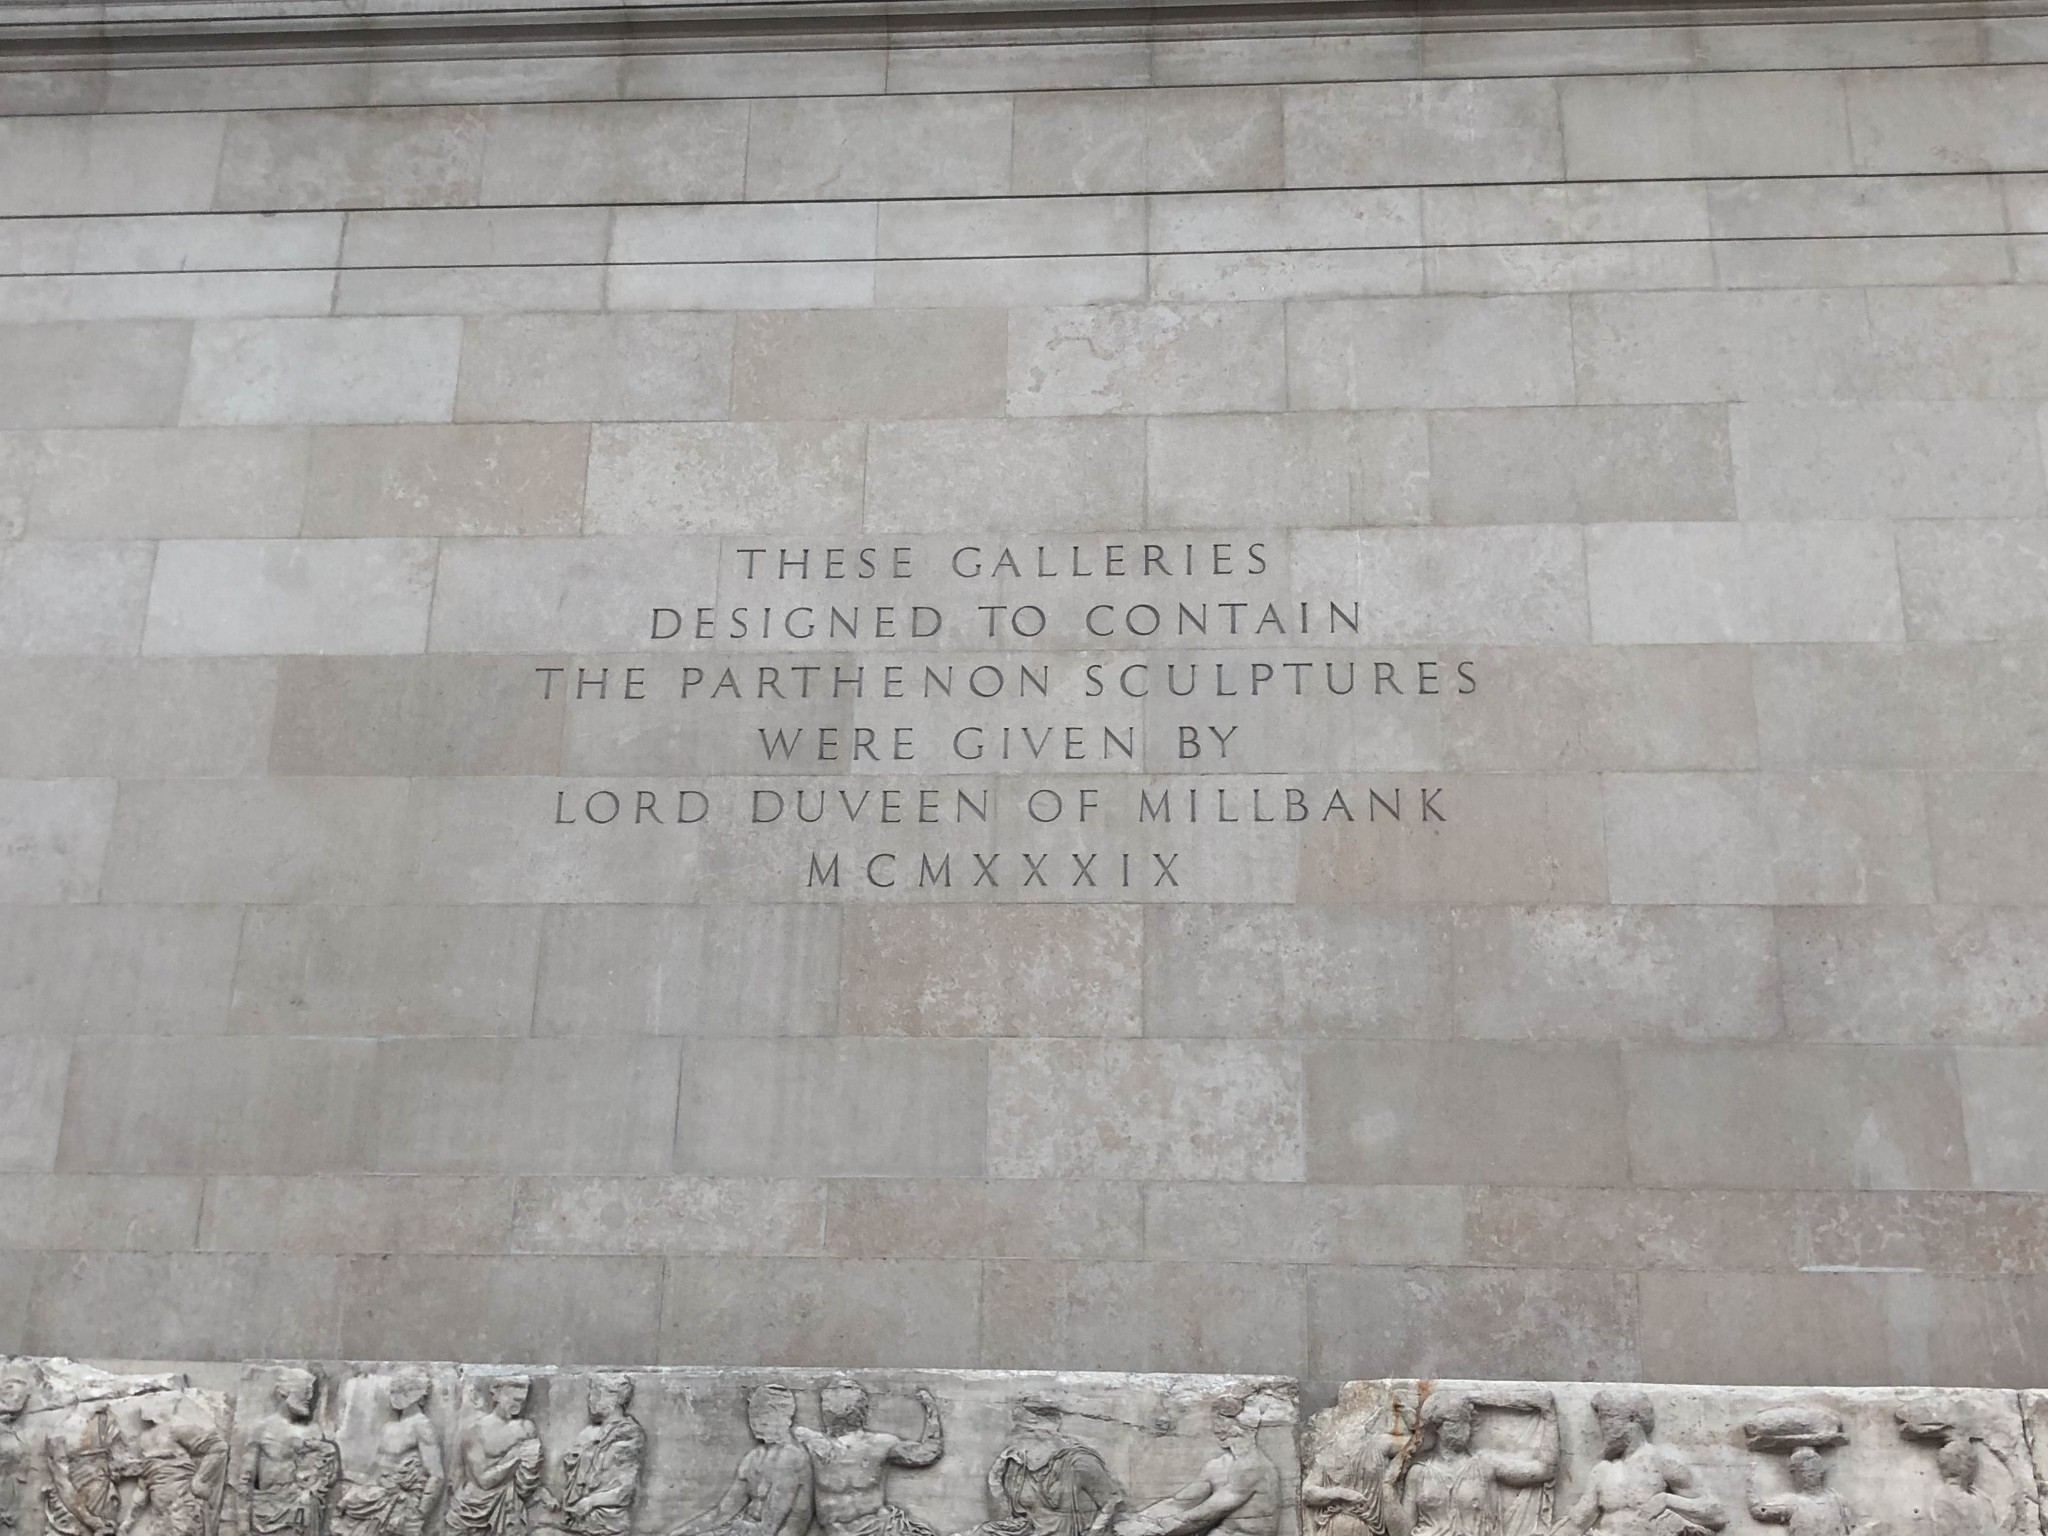 THESE GALLERIES
DESIGNED TO CONTAIN
THE PARTHENON SCULPTURES
WERE GIVEN BY
LORD DUVEEN OF MILLBANK
MCMXXXIX